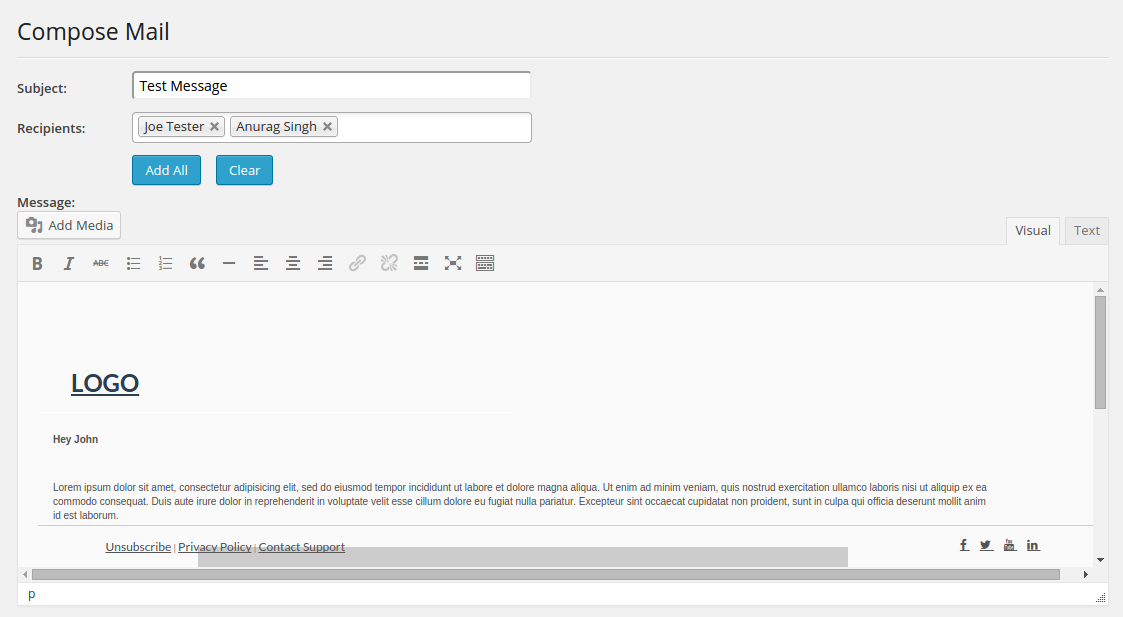 Compose Mail
Subject: Test Message
Recipients: Joe Tester × Anurag Singh ×
Add All Clear
Message:
Add Media
Visual Text
B I ABC
LOGO
Hey John
Lorem ipsum dolor sit amet, consectetur adipisicing elit, sed do eiusmod tempor incididunt ut labore et dolore magna aliqua. Ut enim ad minim veniam, quis nostrud exercitation ullamco laboris nisi ut aliquip ex ea
commodo consequat. Duis aute irure dolor in reprehenderit in voluptate velit esse cillum dolore eu fugiat nulla pariatur. Excepteur sint occaecat cupidatat non proident, sunt in culpa qui officia deserunt mollit anim
id est laborum.
Unsubscribe | Privacy Policy | Contact Support
p